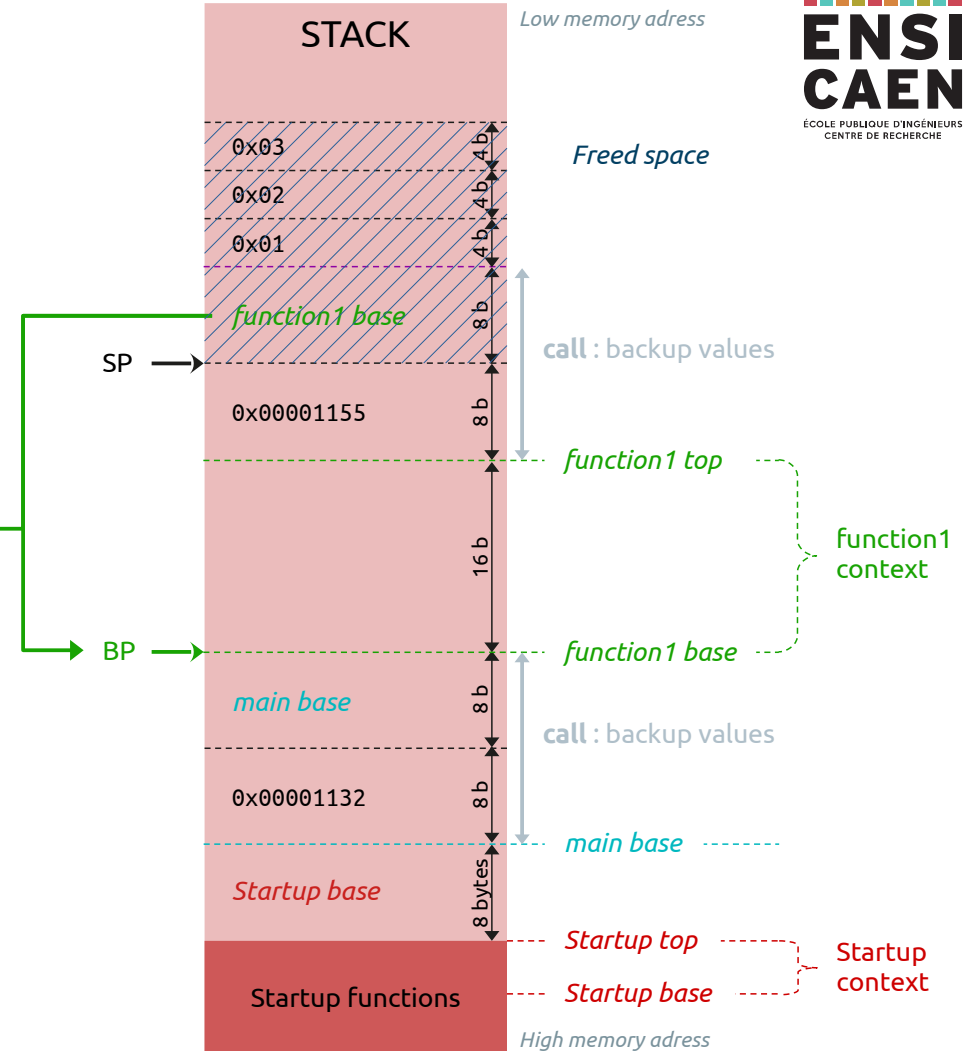 STACK
Low memory adress
ENSI
CAEN
ÉCOLE PUBLIQUE D'INGÉNIEURS
CENTRE DE RECHERCHE
0x03
4 b
Freed space
0x02
4 b
0x01
4 b
function1 base
8 b
call : backup values
SP
0x00001155
8 b
function1 top
16 b
function1
context
BP
function1 base
main base
8 b
call : backup values
0x00001132
8 b
main base
Startup base
8 bytes
Startup top
Startup
context
Startup functions
Startup base
High memory adress